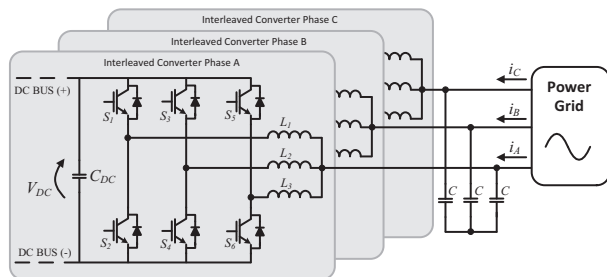 Interleaved Converter Phase C
Interleaved Converter Phase B
Interleaved Converter Phase A
DC BUS (+)
S1
S3
S5
L1
L2
L3
VDC
CDC
S2
S4
S6
DC BUS (-)
iC
iB
iA
C
C
C
Power
Grid